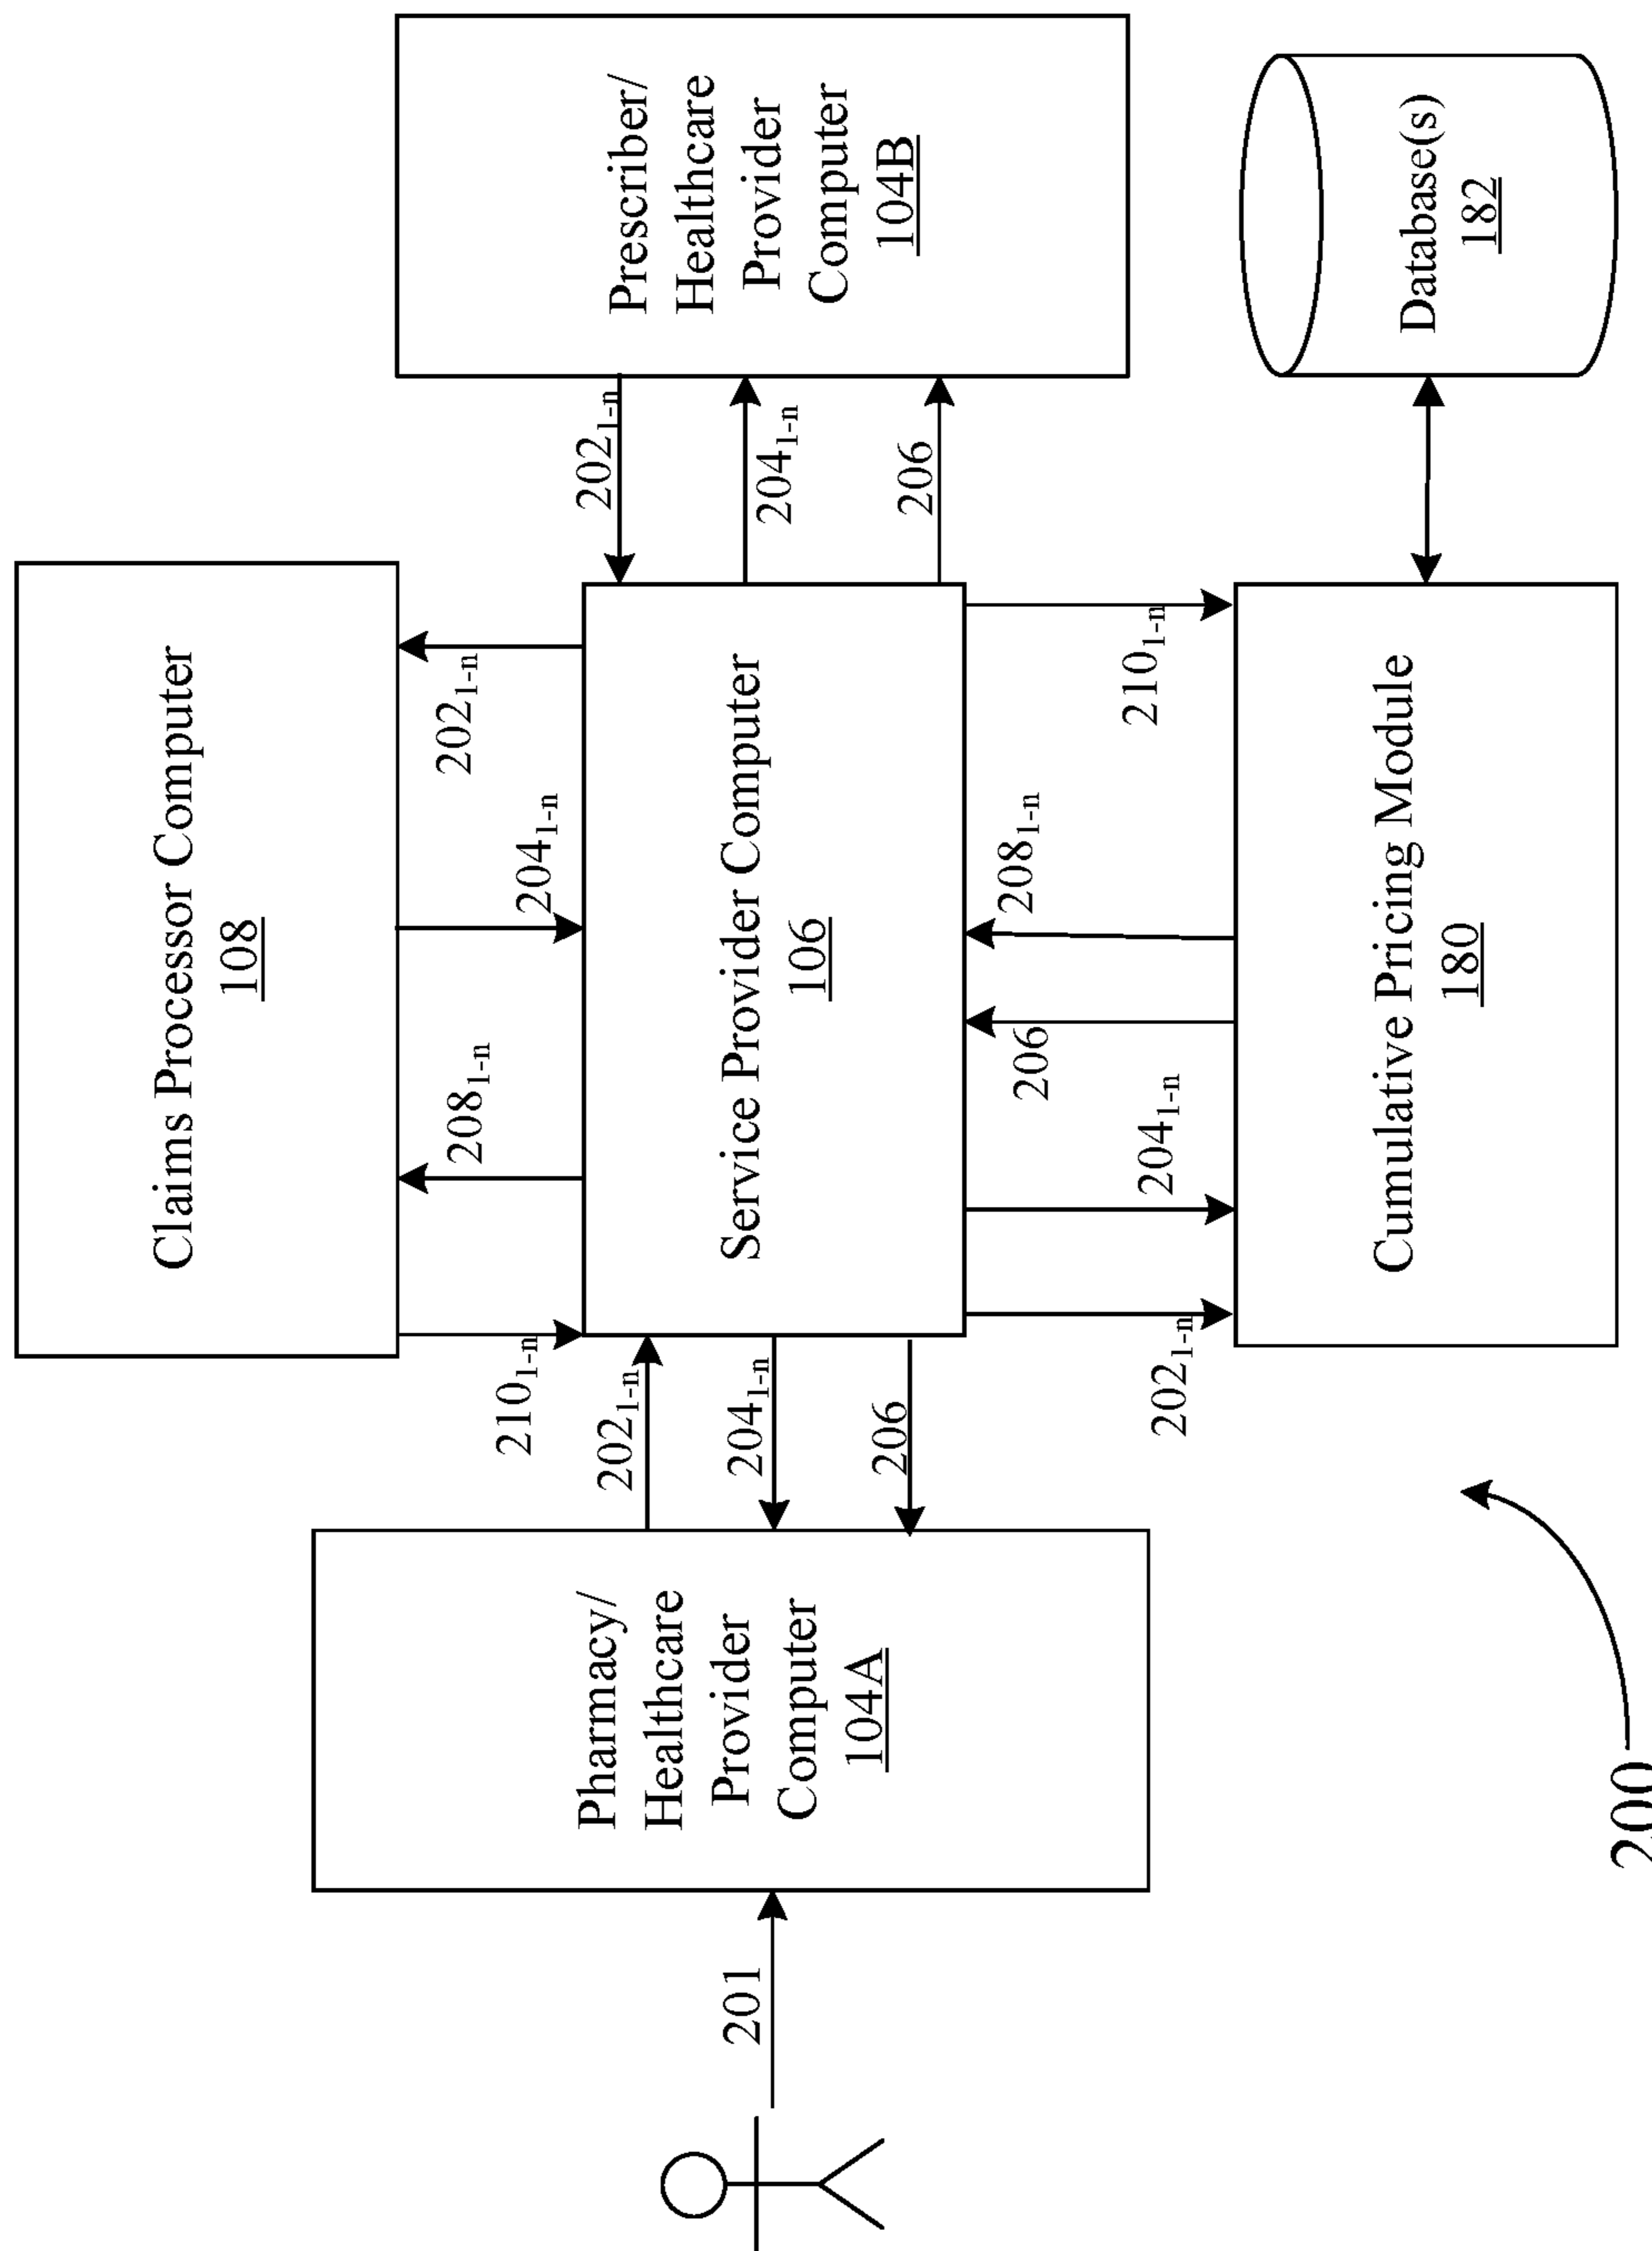 Claims Processor Computer
108
210₁₋ₙ
208₁₋ₙ
204₁₋ₙ
202₁₋ₙ
201
Pharmacy/
Healthcare
Provider
Computer
104A
202₁₋ₙ
204₁₋ₙ
206
Service Provider Computer
106
202₁₋ₙ
204₁₋ₙ
206
Prescriber/
Healthcare
Provider
Computer
104B
202₁₋ₙ
204₁₋ₙ
206
208₁₋ₙ
210₁₋ₙ
Cumulative Pricing Module
180
Database(s)
182
200